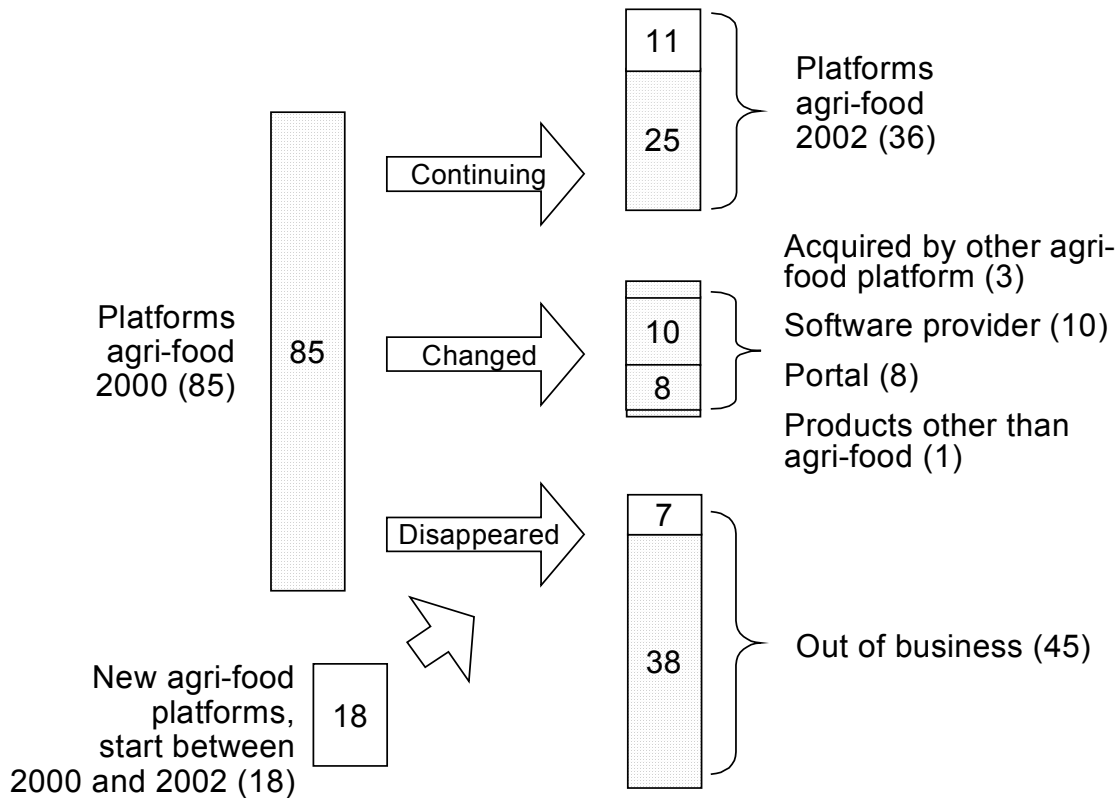 Platforms
agri-food
2000 (85)
85
New agri-food
platforms,
start between
2000 and 2002 (18)
18
Continuing
11
25
Platforms
agri-food
2002 (36)
Changed
10
8
Acquired by other agri-
food platform (3)
Software provider (10)
Portal (8)
Products other than
agri-food (1)
Disappeared
7
38
Out of business (45)